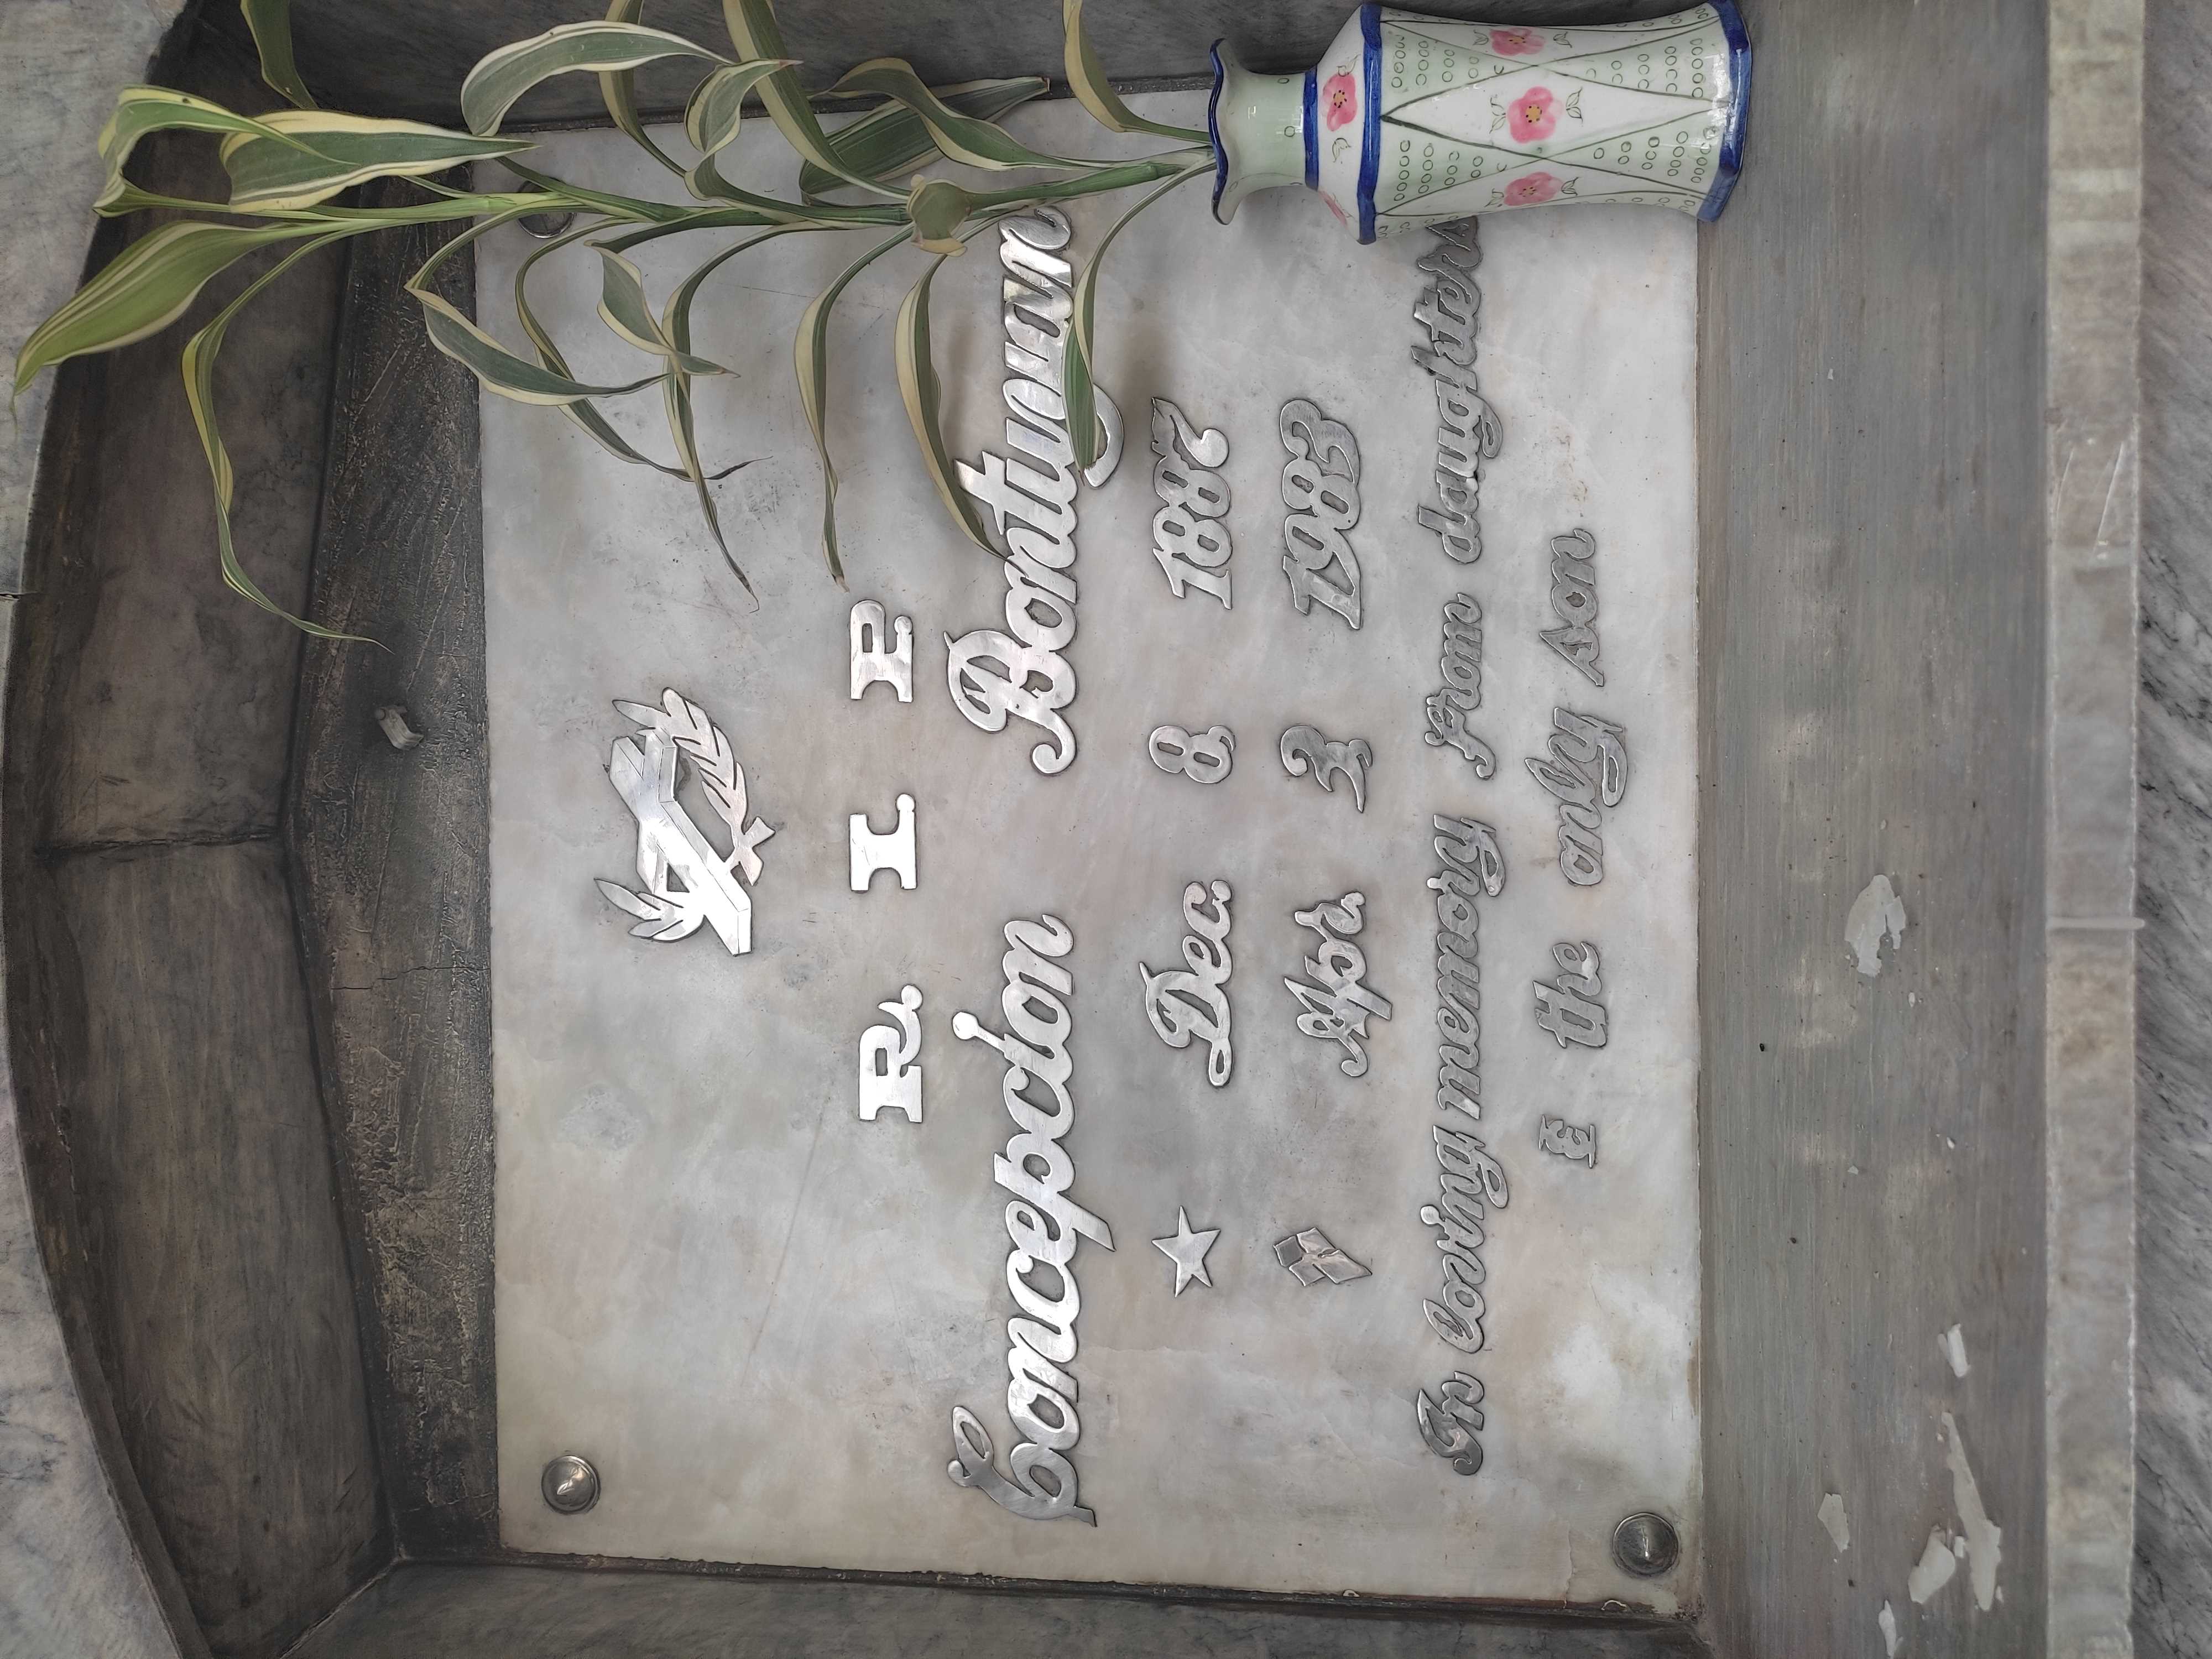 R. I. P.
Concepcion Bontuyan
Dec. 8, 1887
Apr. 3, 1983
In loving memory from daughters
& the only son